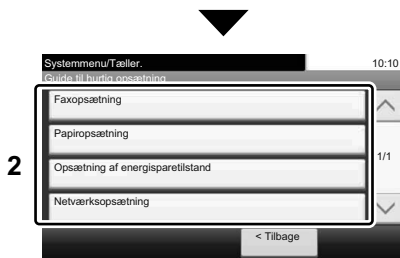 Systemmenu/Tæller.
10:10
Guide til hurtig opsætning
Faxopsætning
Papiropsætning
1/1
2
Opsætning af energisparetilstand
Netværksopsætning
< Tilbage